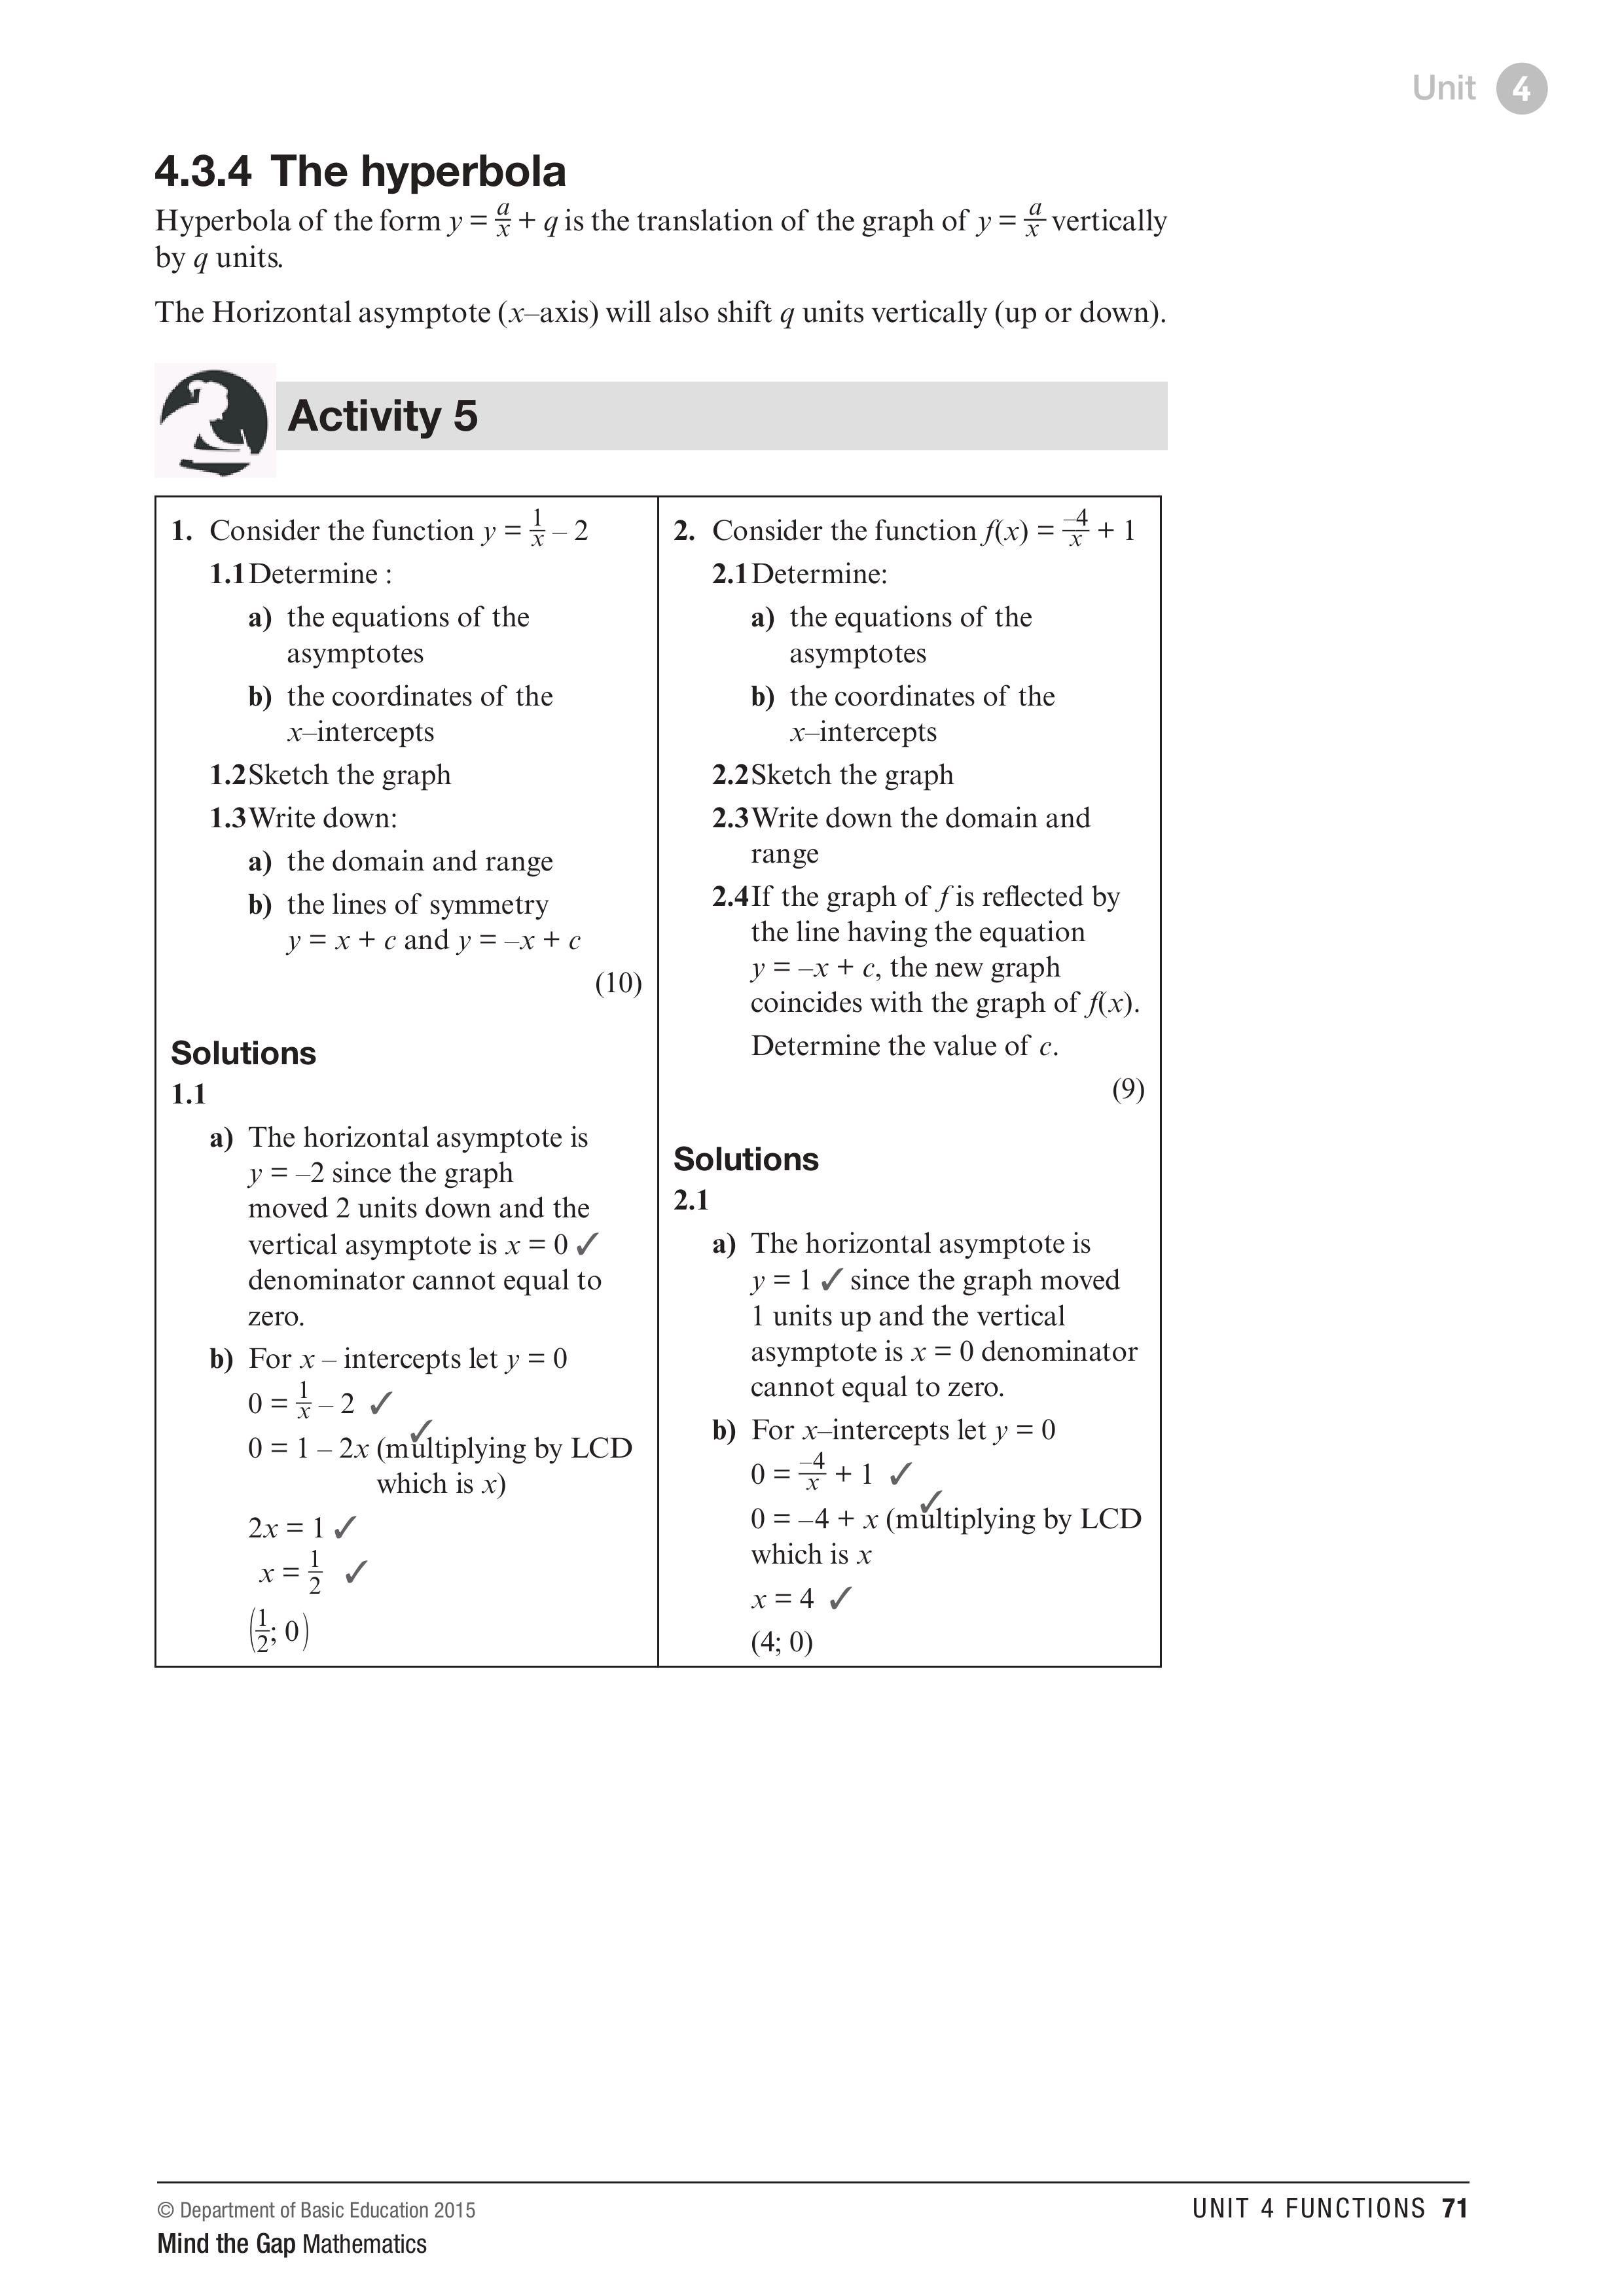 Unit 4
4.3.4 The hyperbola
Hyperbola of the form y = a/x + q is the translation of the graph of y = a/x vertically
by q units.
The Horizontal asymptote (x–axis) will also shift q units vertically (up or down).
Activity 5
1. Consider the function y = 1/x – 2
1.1 Determine :
a) the equations of the
asymptotes
b) the coordinates of the
x–intercepts
1.2 Sketch the graph
1.3 Write down:
a) the domain and range
b) the lines of symmetry
y = x + c and y = –x + c
(10)
Solutions
1.1
a) The horizontal asymptote is
y = –2 since the graph
moved 2 units down and the
vertical asymptote is x = 0 ✓
denominator cannot equal to
zero.
b) For x – intercepts let y = 0
0 = 1/x – 2 ✓
✓
0 = 1 – 2x (multiplying by LCD
which is x)
2x = 1 ✓
x = 1/2 ✓
(1/2; 0)
2. Consider the function f(x) = –4/x + 1
2.1 Determine:
a) the equations of the
asymptotes
b) the coordinates of the
x–intercepts
2.2 Sketch the graph
2.3 Write down the domain and
range
2.4 If the graph of f is reflected by
the line having the equation
y = –x + c, the new graph
coincides with the graph of f(x).
Determine the value of c.
(9)
Solutions
2.1
a) The horizontal asymptote is
y = 1 ✓ since the graph moved
1 units up and the vertical
asymptote is x = 0 denominator
cannot equal to zero.
b) For x–intercepts let y = 0
0 = –4/x + 1 ✓
✓
0 = –4 + x (multiplying by LCD
which is x
x = 4 ✓
(4; 0)
© Department of Basic Education 2015
Mind the Gap Mathematics
UNIT 4 FUNCTIONS 71